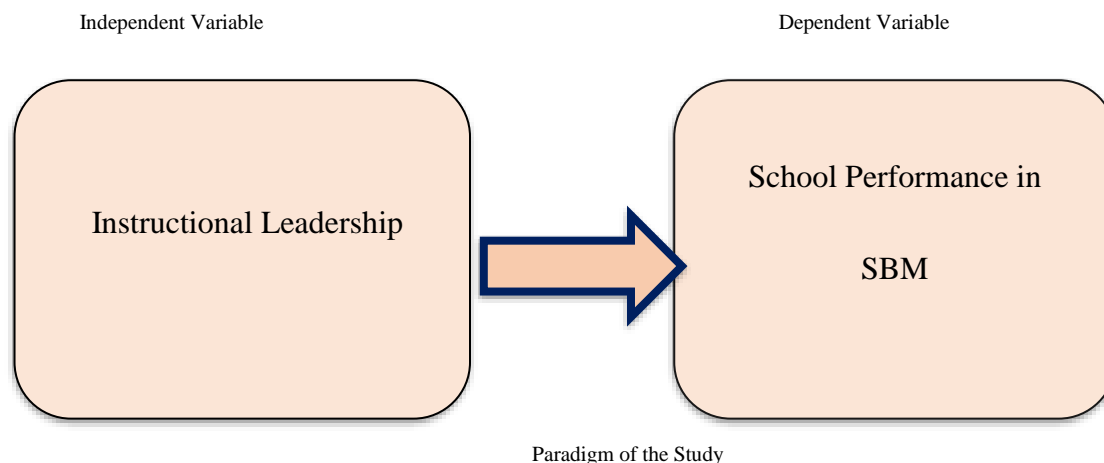 Independent Variable
Dependent Variable
Instructional Leadership
School Performance in
SBM
Paradigm of the Study